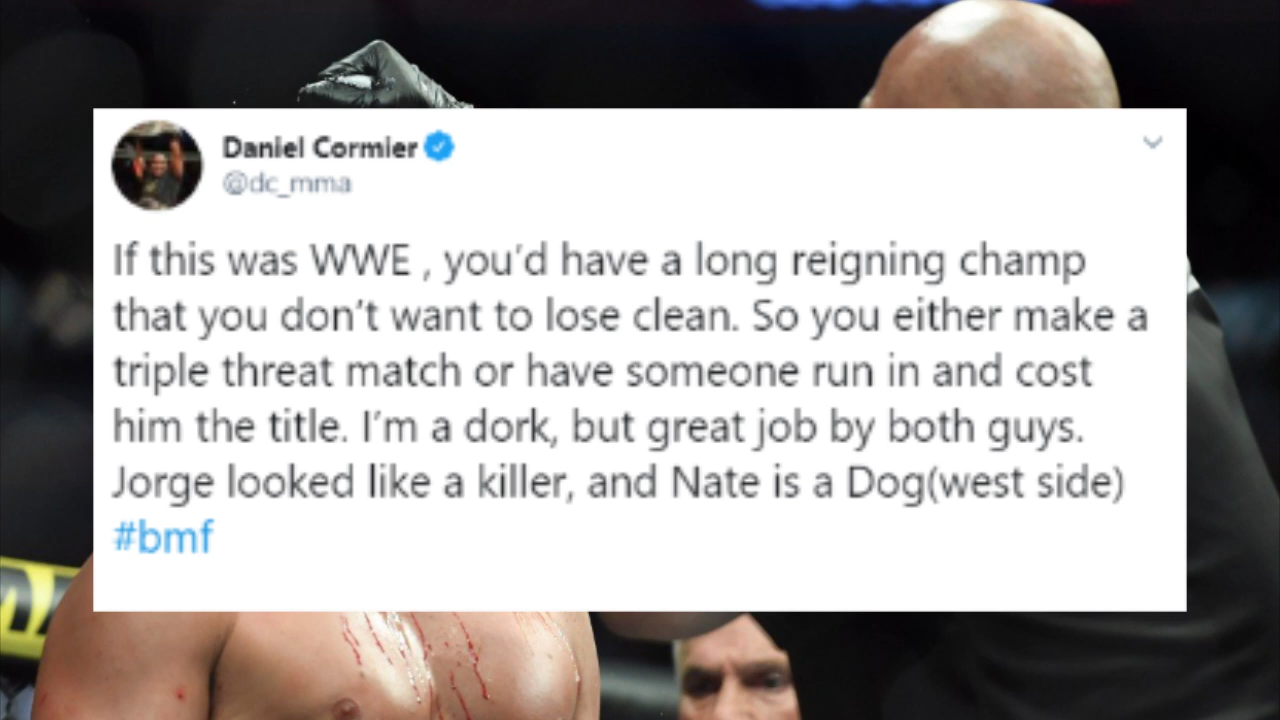 Daniel Cormier
@dc_mma
If this was WWE , you’d have a long reigning champ
that you don’t want to lose clean. So you either make a
triple threat match or have someone run in and cost
him the title. I’m a dork, but great job by both guys.
Jorge looked like a killer, and Nate is a Dog(west side)
#bmf